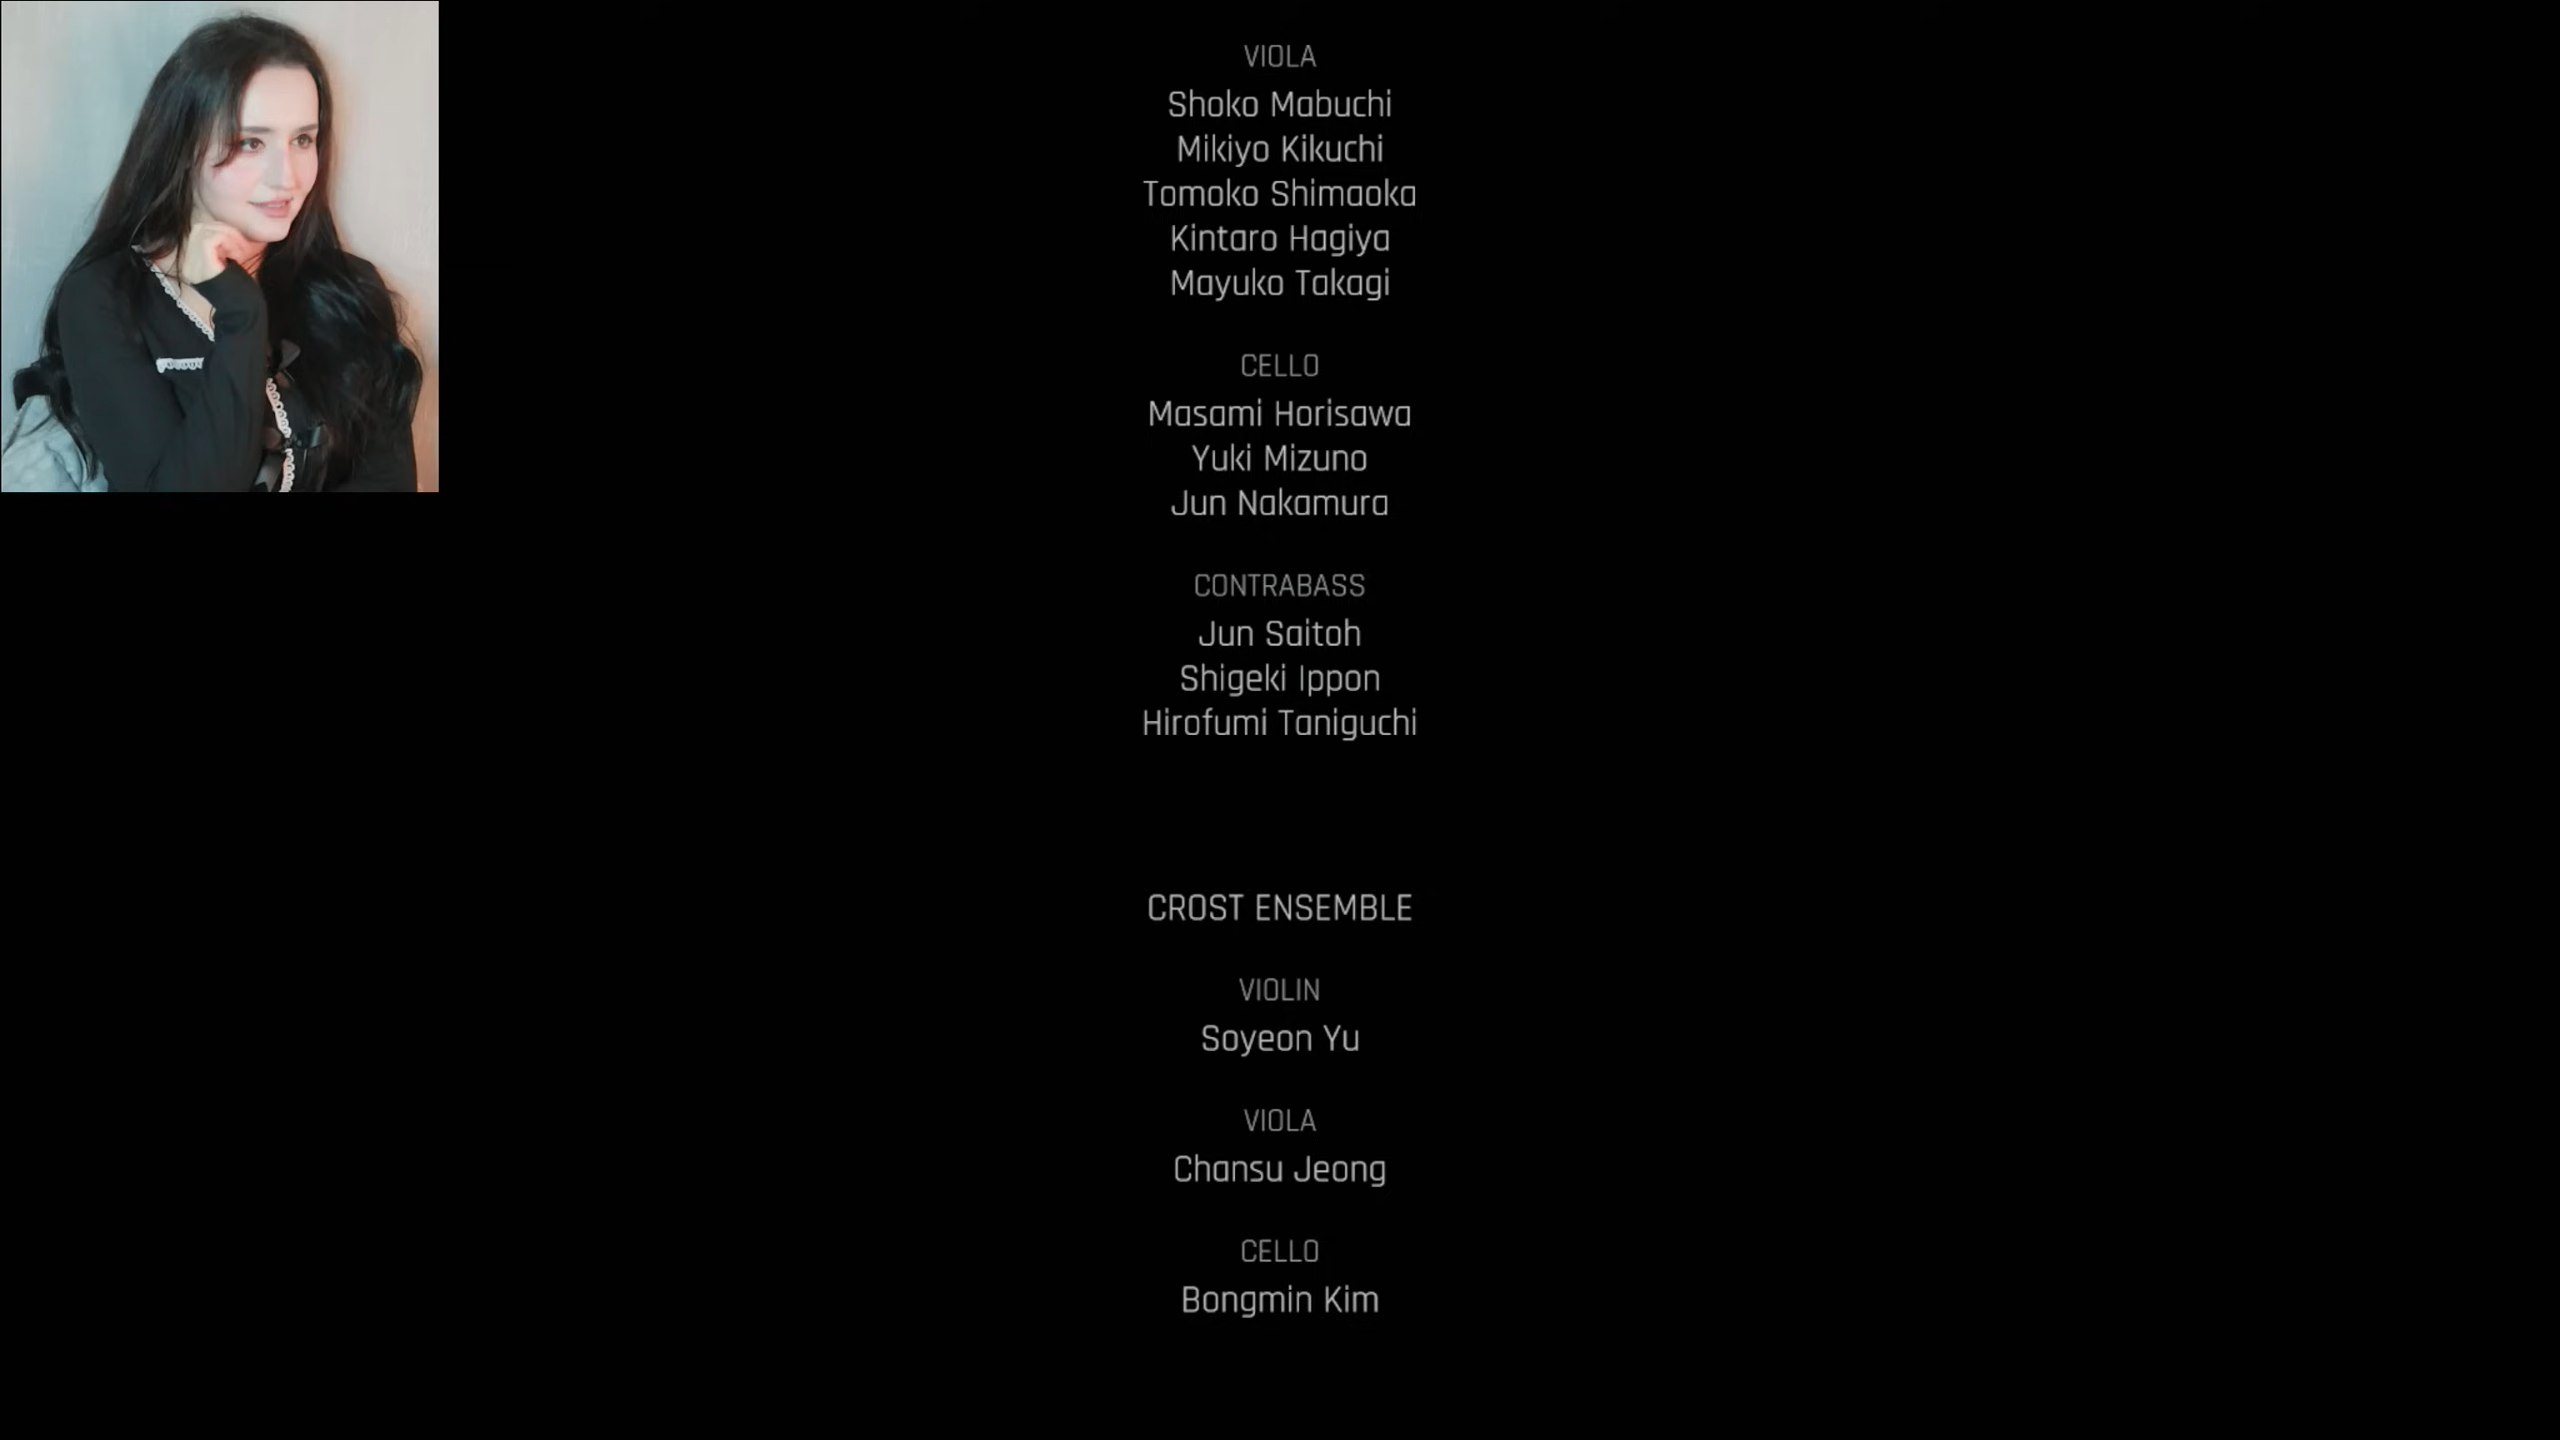 VIOLA
Shoko Mabuchi
Mikiyo Kikuchi
Tomoko Shimaoka
Kintaro Hagiya
Mayuko Takagi
CELLO
Masami Horisawa
Yuki Mizuno
Jun Nakamura
CONTRABASS
Jun Saitoh
Shigeki Ippon
Hirofumi Taniguchi
CROST ENSEMBLE
VIOLIN
Soyeon Yu
VIOLA
Chansu Jeong
CELLO
Bongmin Kim